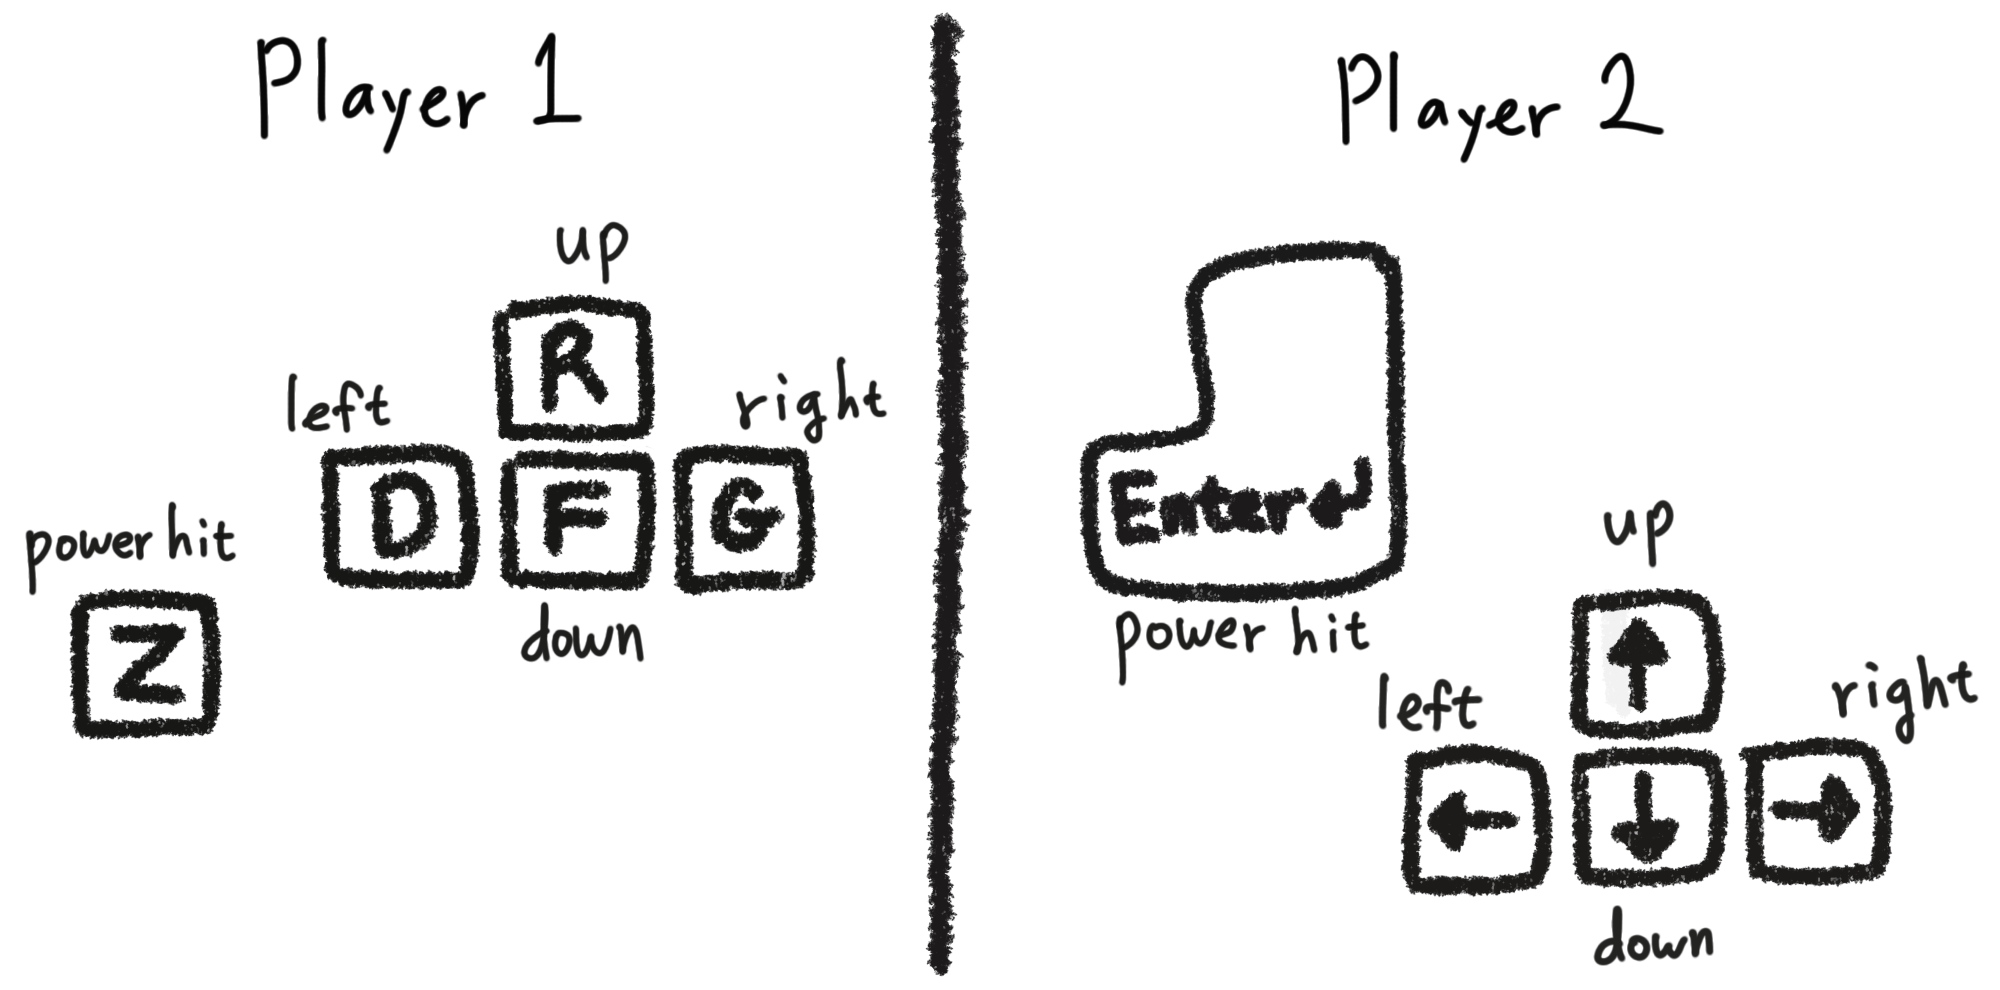 Player 1
up
R
left
right
D F G
power hit
down
Z
Player 2
Enter↵
power hit
up
↑
left
right
← ↓ →
down